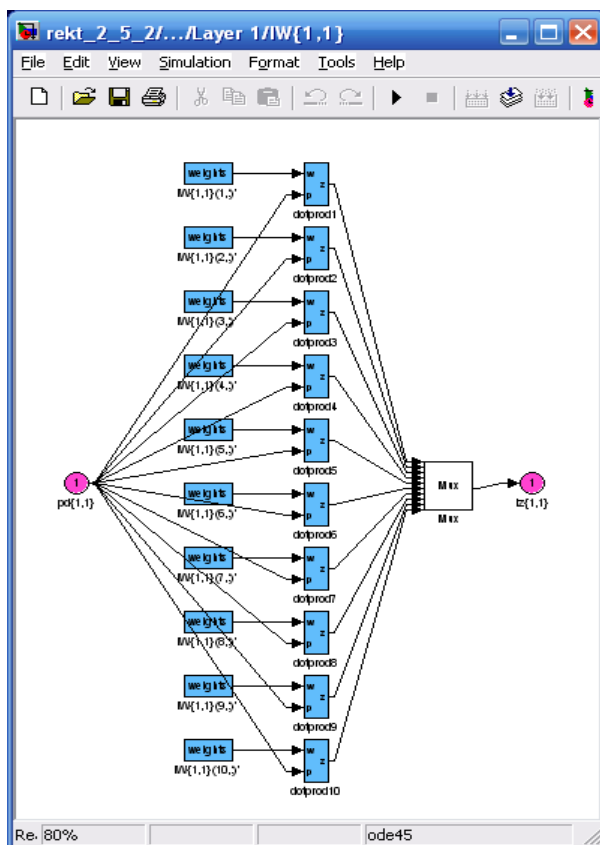 rekt_2_5_2/.../Layer 1/IW{1,1}
File Edit View Simulation Format Tools Help
weights
w
z
p
IW{1,1}(1,:)'
dotprod1
weights
w
z
p
IW{1,1}(2,:)'
dotprod2
weights
w
z
p
IW{1,1}(3,:)'
dotprod3
weights
w
z
p
IW{1,1}(4,:)'
dotprod4
weights
w
z
p
IW{1,1}(5,:)'
dotprod5
1
pd{1,1}
Mux
Mux
1
iz{1,1}
weights
w
z
p
IW{1,1}(6,:)'
dotprod6
weights
w
z
p
IW{1,1}(7,:)'
dotprod7
weights
w
z
p
IW{1,1}(8,:)'
dotprod8
weights
w
z
p
IW{1,1}(9,:)'
dotprod9
weights
w
z
p
IW{1,1}(10,:)'
dotprod10
Re. 80% ode45